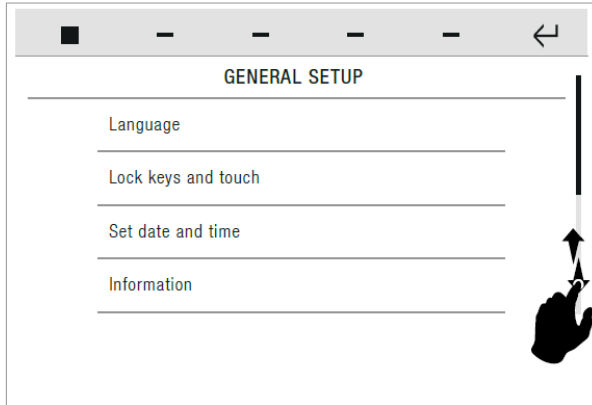 GENERAL SETUP
Language
Lock keys and touch
Set date and time
Information